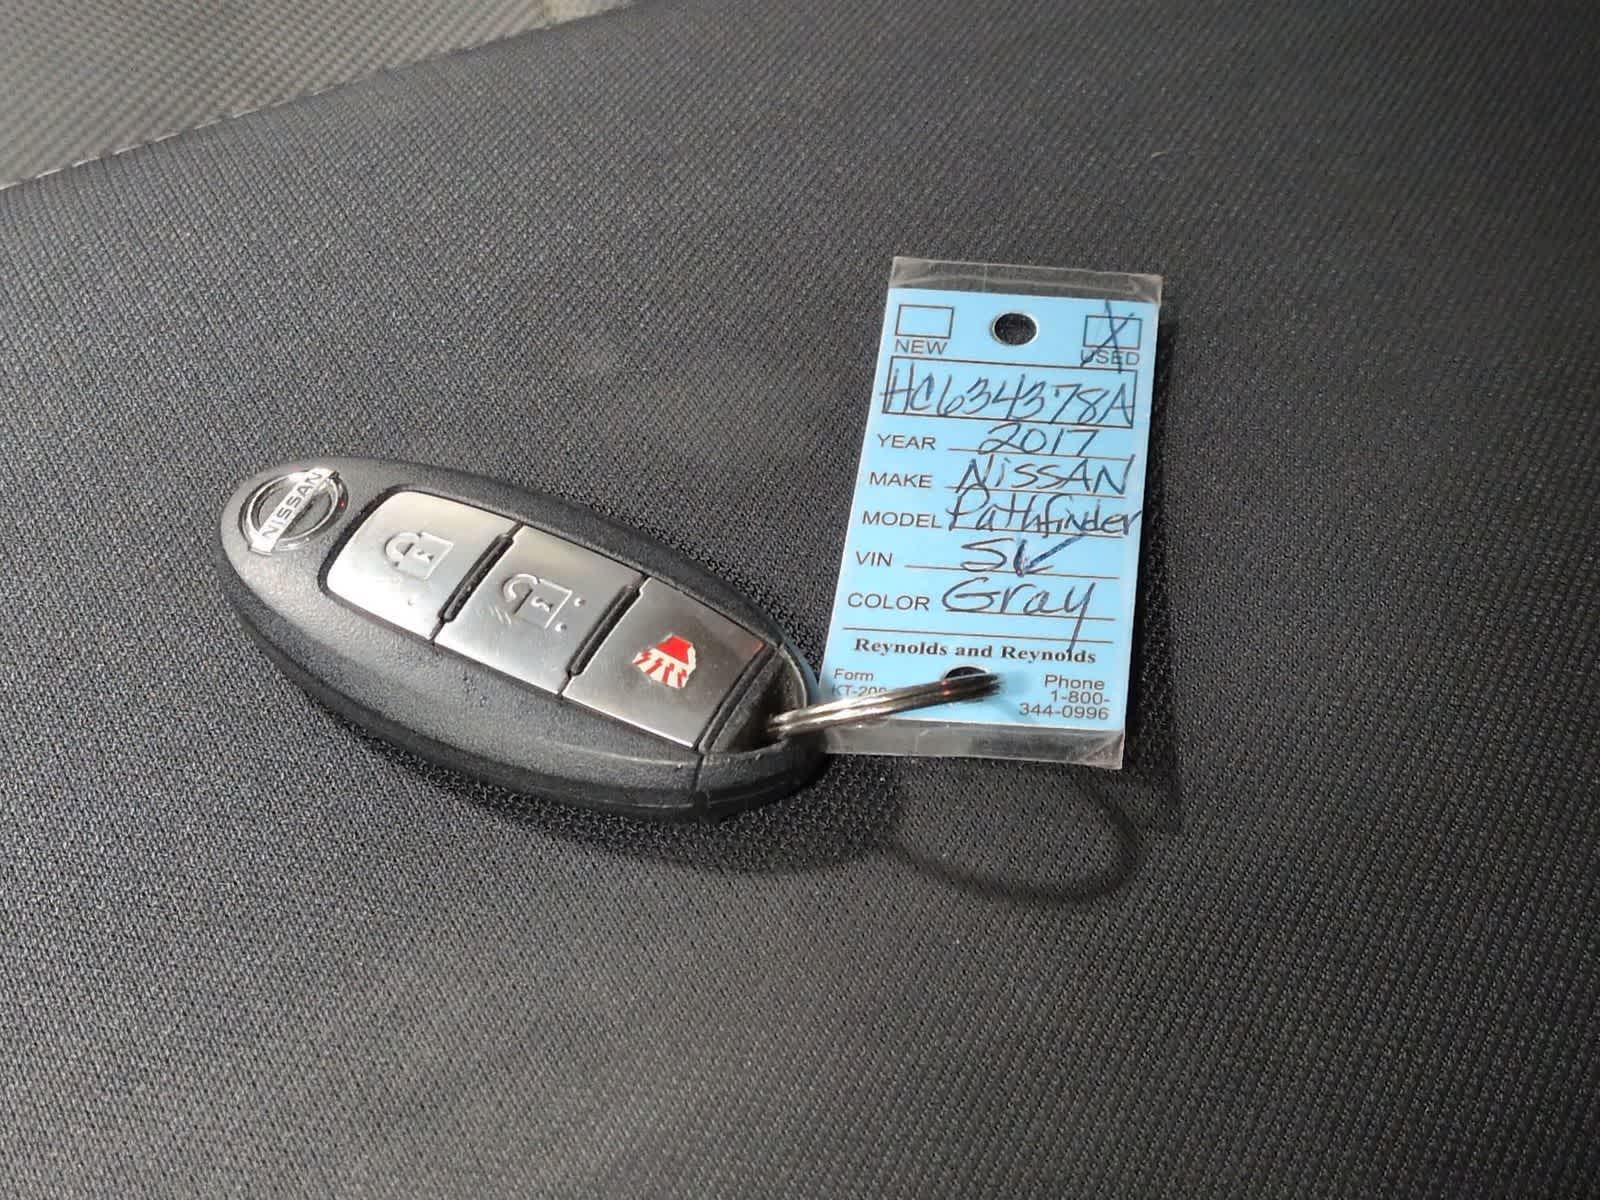 NISSAN
NEW
USED
HC634378A
YEAR 2017
MAKE NISSAN
MODEL Pathfinder
VIN SV
COLOR Gray
Reynolds and Reynolds
Form
Phone
1-800-
344-0996